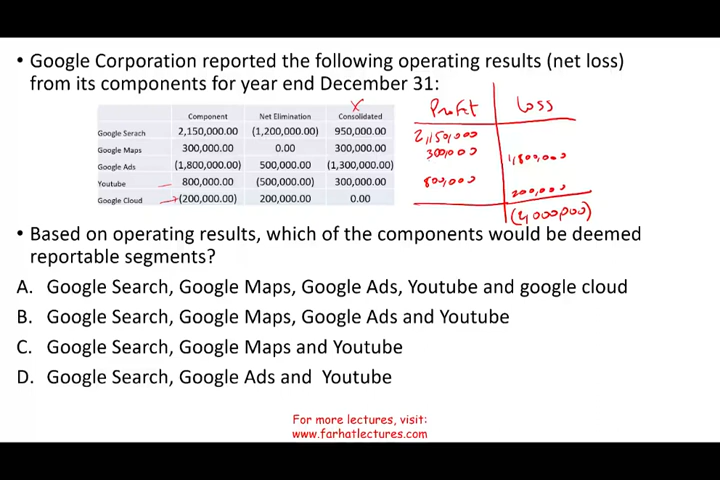 • Google Corporation reported the following operating results (net loss)
from its components for year end December 31:
X
Component Net Elimination Consolidated
Google Serach 2,150,000.00 (1,200,000.00) 950,000.00
Google Maps 300,000.00 0.00 300,000.00
Google Ads (1,800,000.00) 500,000.00 (1,300,000.00)
Youtube 800,000.00 (500,000.00) 300,000.00
Google Cloud (200,000.00) 200,000.00 0.00
Profit Loss
2,150,000
300,000
1,800,000
800,000
200,000
(2,000,000)
• Based on operating results, which of the components would be deemed
reportable segments?
A. Google Search, Google Maps, Google Ads, Youtube and google cloud
B. Google Search, Google Maps, Google Ads and Youtube
C. Google Search, Google Maps and Youtube
D. Google Search, Google Ads and Youtube
For more lectures, visit:
www.farhatlectures.com